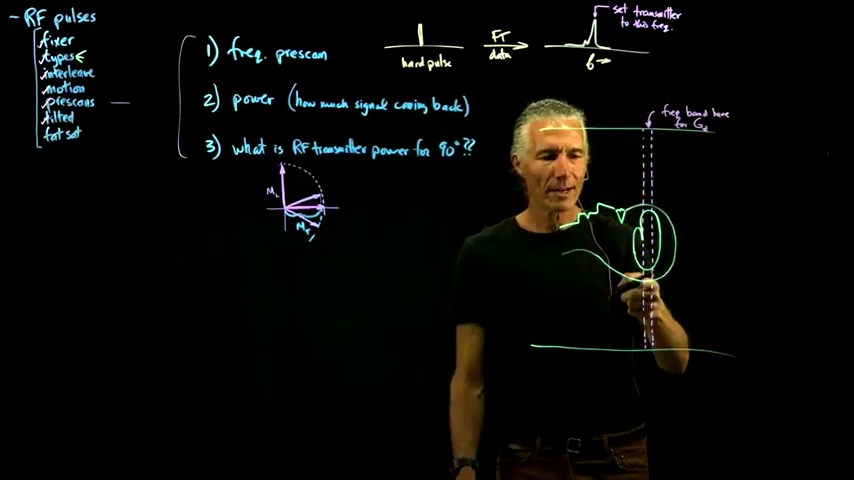 - RF pulses
fixer
types
interleave
motion
prescans
tilted
fat sat
1) freq. prescan
2) power (how much signal coming back)
3) what is RF transmitter power for 90°??
hard pulse
FT
data
set transmitter
to this freq.
freq band here
for G